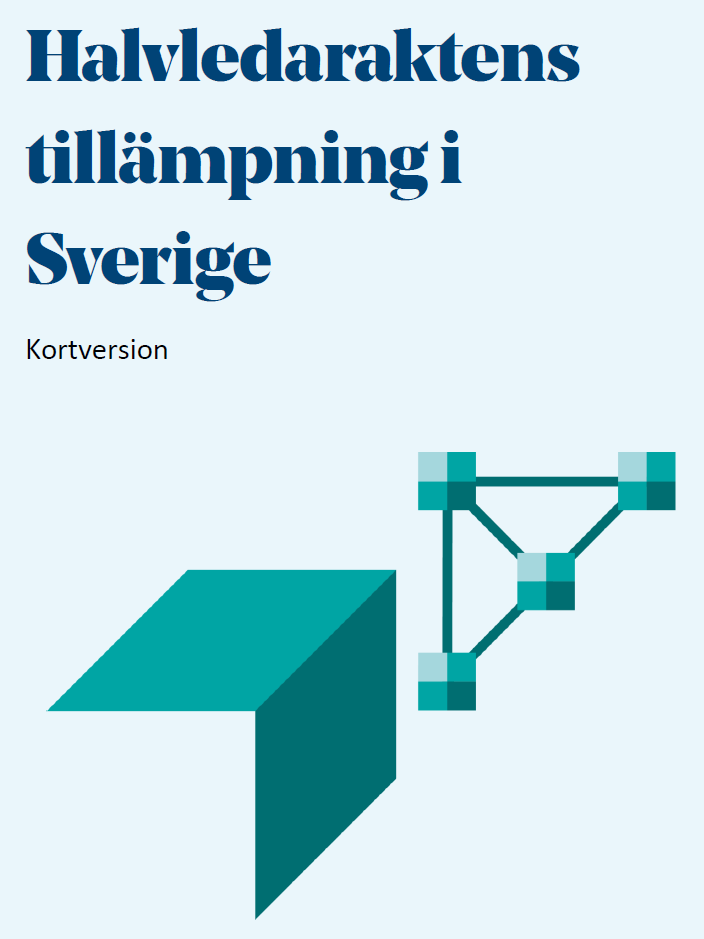 Halvledaraktens
tillämpning i
Sverige
Kortversion